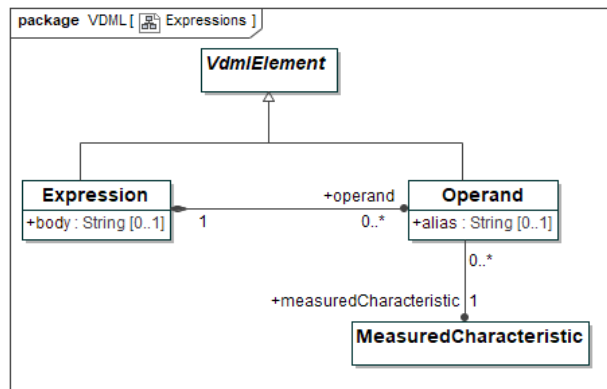 package VDML [ Expressions ]
VdmlElement
Expression
+body : String [0..1]
+operand
1
0..*
Operand
+alias : String [0..1]
0..*
+measuredCharacteristic
1
MeasuredCharacteristic